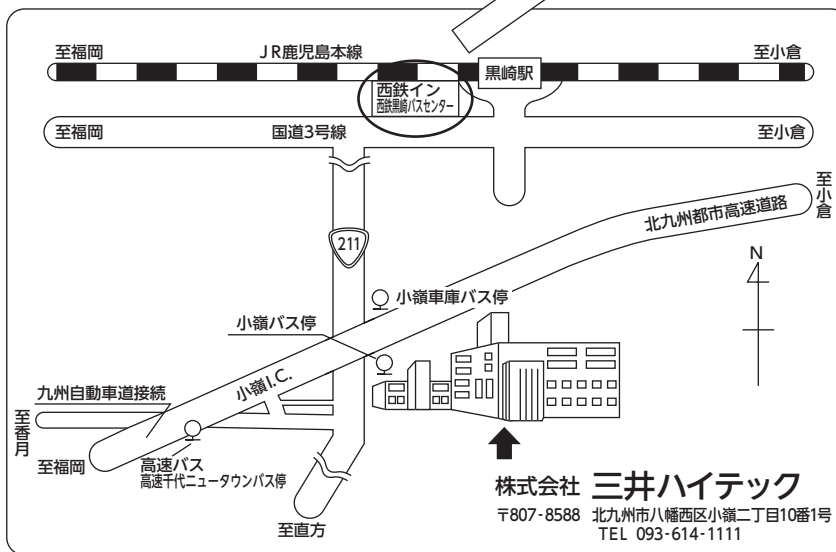 至福岡
JR鹿児島本線
至小倉
黒崎駅
西鉄イン
西鉄黒崎バスセンター
至福岡
国道3号線
至小倉
至小倉
北九州都市高速道路
211
N
小嶺車庫バス停
小嶺バス停
小嶺I.C.
九州自動車道接続
至香月
至福岡
高速バス
高速千代ニュータウンバス停
至直方
株式会社 三井ハイテック
〒807-8588 北九州市八幡西区小嶺二丁目10番1号
TEL 093-614-1111